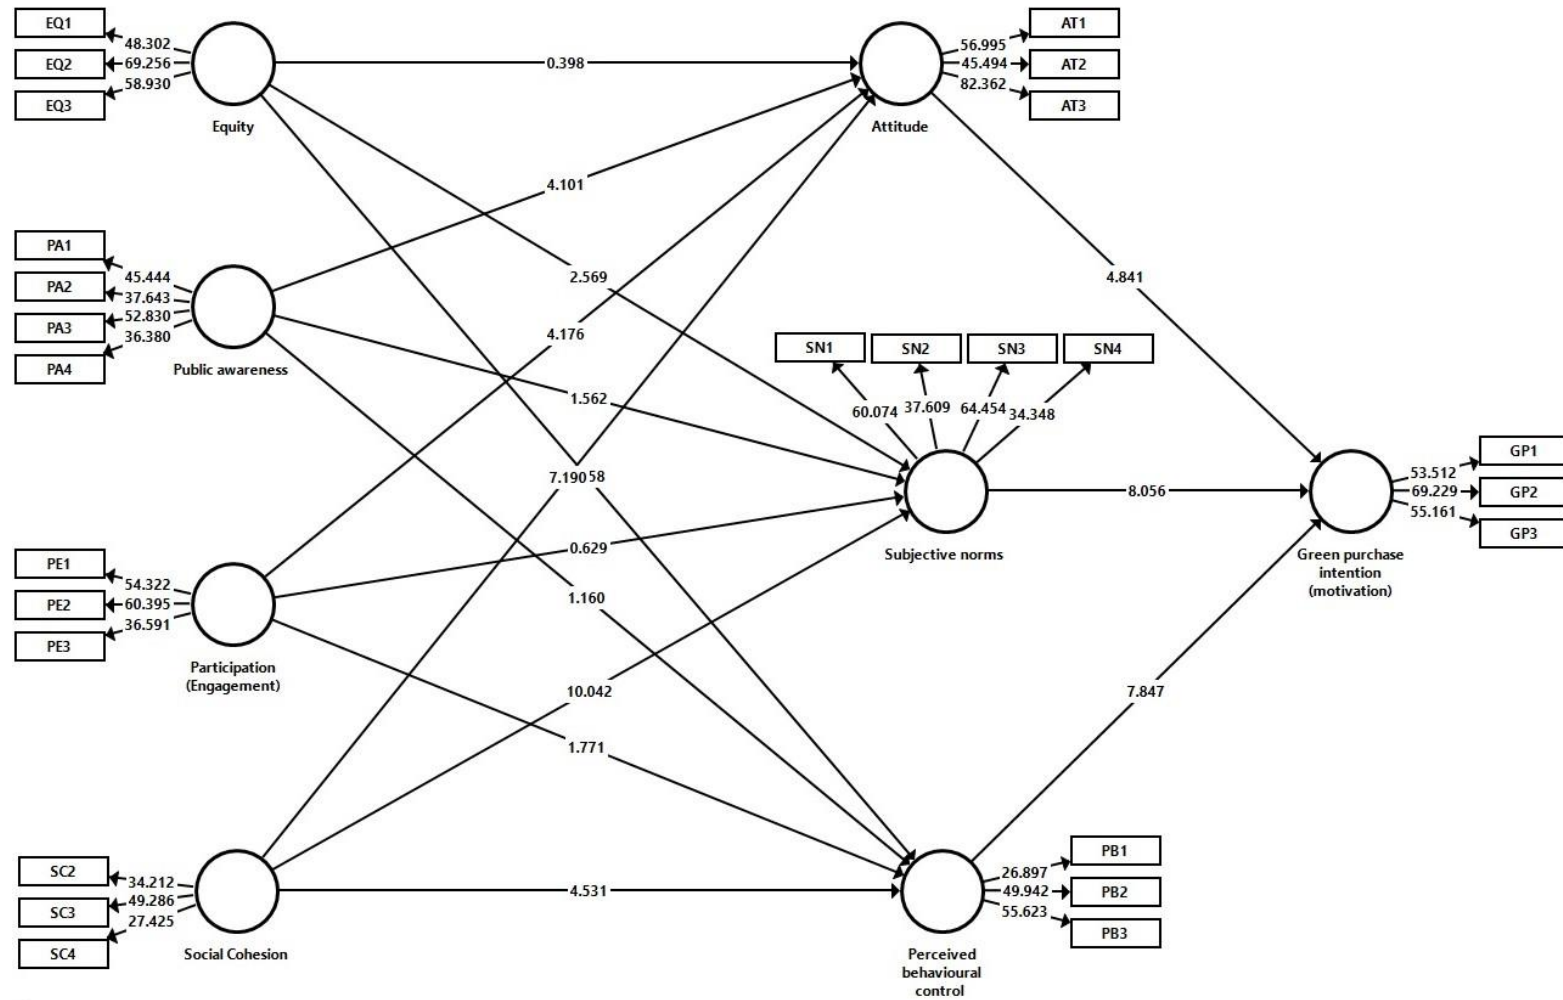 EQ1
48.302
EQ2
69.256
58.930
EQ3
Equity
0.398
AT1
56.995
AT2
45.494
82.362
AT3
Attitude
4.101
2.569
4.841
PA1
45.444
PA2
37.643
52.830
PA3
36.380
PA4
Public awareness
4.176
1.562
SN1
SN2
SN3
SN4
60.074
37.609
64.454
34.348
7.190
58
Subjective norms
8.056
GP1
53.512
GP2
69.229
55.161
GP3
Green purchase
intention
(motivation)
PE1
54.322
PE2
60.395
36.591
PE3
Participation
(Engagement)
0.629
1.160
10.042
1.771
7.847
SC2
34.212
49.286
SC3
27.425
SC4
Social Cohesion
4.531
PB1
26.897
PB2
49.942
55.623
PB3
Perceived
behavioural
control